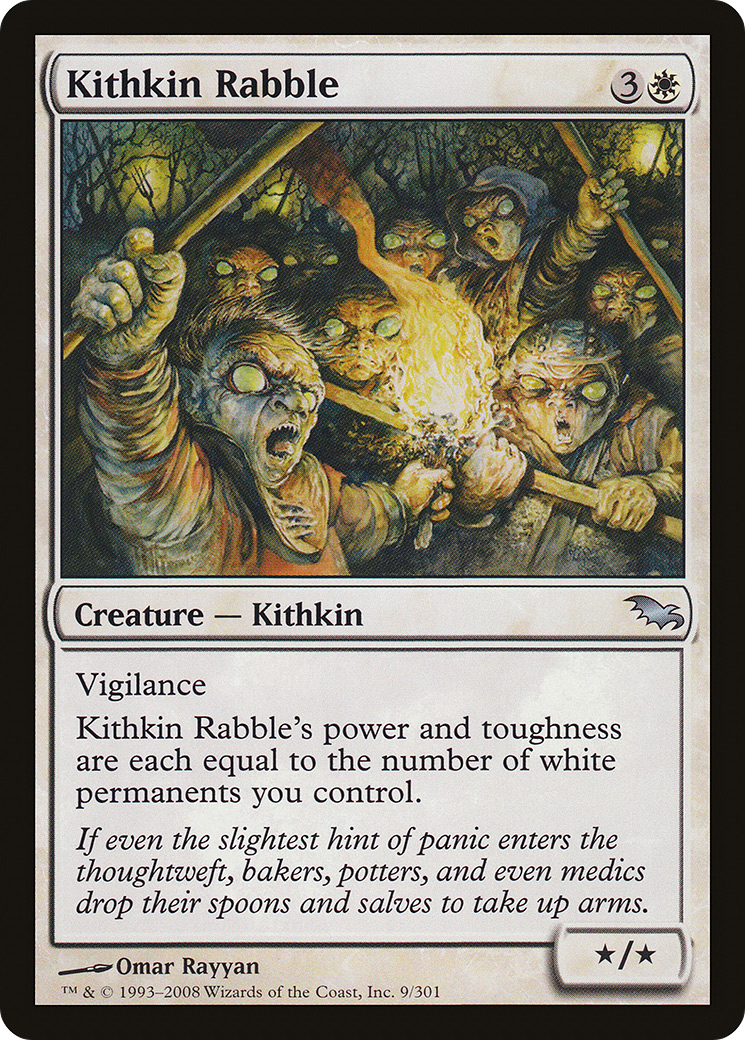 Kithkin Rabble
3
Creature — Kithkin
Vigilance
Kithkin Rabble's power and toughness
are each equal to the number of white
permanents you control.
If even the slightest hint of panic enters the
thoughtweft, bakers, potters, and even medics
drop their spoons and salves to take up arms.
★/★
Omar Rayyan
™ & © 1993–2008 Wizards of the Coast, Inc. 9/301